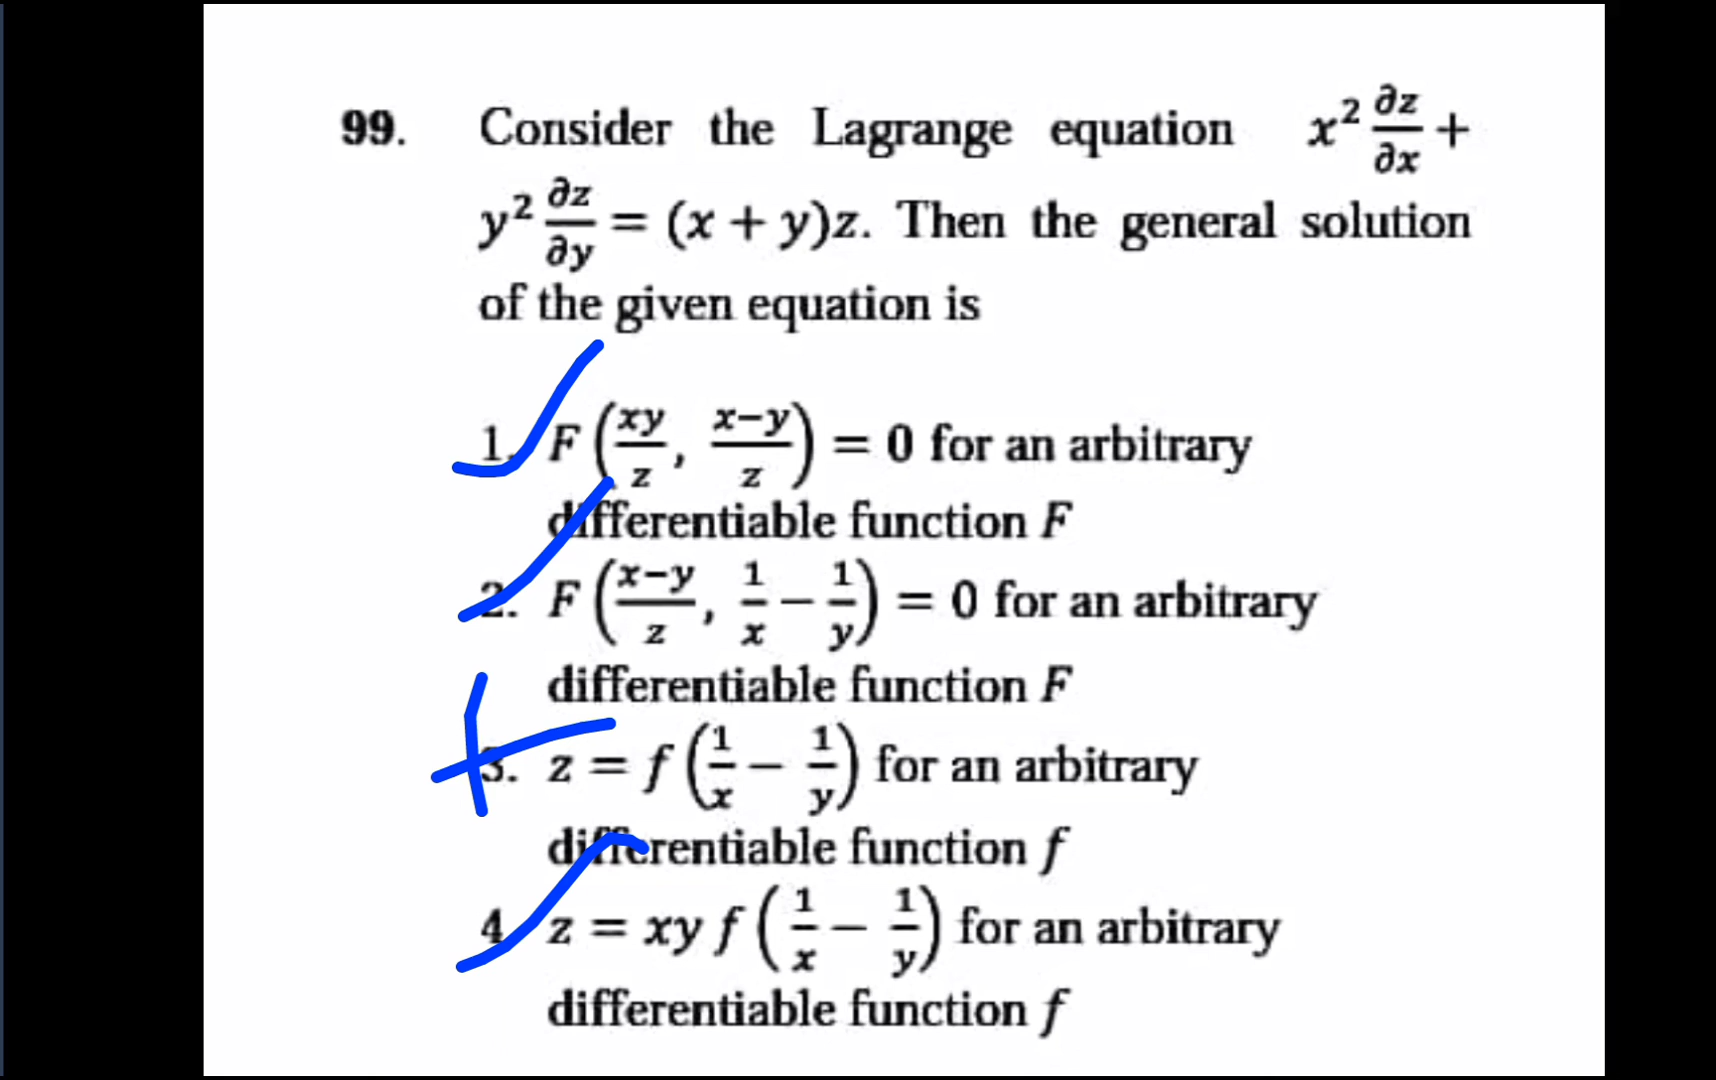 99. Consider the Lagrange equation x² ∂z/∂x +
y² ∂z/∂y = (x + y)z. Then the general solution
of the given equation is
1. F(xy/z, x−y/z) = 0 for an arbitrary
differentiable function F
2. F(x−y/z, 1/x − 1/y) = 0 for an arbitrary
differentiable function F
3. z = f(1/x − 1/y) for an arbitrary
differentiable function f
4. z = xy f(1/x − 1/y) for an arbitrary
differentiable function f